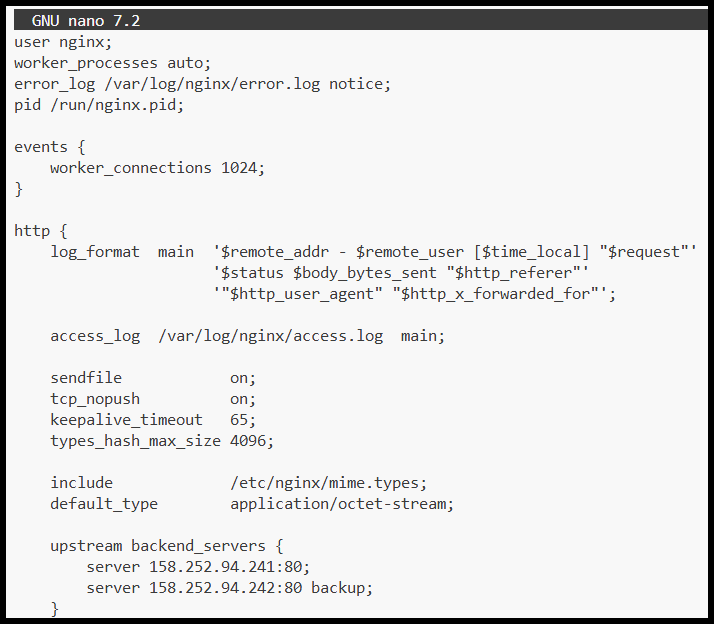 GNU nano 7.2
user nginx;
worker_processes auto;
error_log /var/log/nginx/error.log notice;
pid /run/nginx.pid;

events {
    worker_connections 1024;
}

http {
    log_format  main  '$remote_addr - $remote_user [$time_local] "$request"'
                      '$status $body_bytes_sent "$http_referer"'
                      '"$http_user_agent" "$http_x_forwarded_for"';

    access_log  /var/log/nginx/access.log  main;

    sendfile            on;
    tcp_nopush          on;
    keepalive_timeout   65;
    types_hash_max_size 4096;

    include             /etc/nginx/mime.types;
    default_type        application/octet-stream;

    upstream backend_servers {
        server 158.252.94.241:80;
        server 158.252.94.242:80 backup;
    }